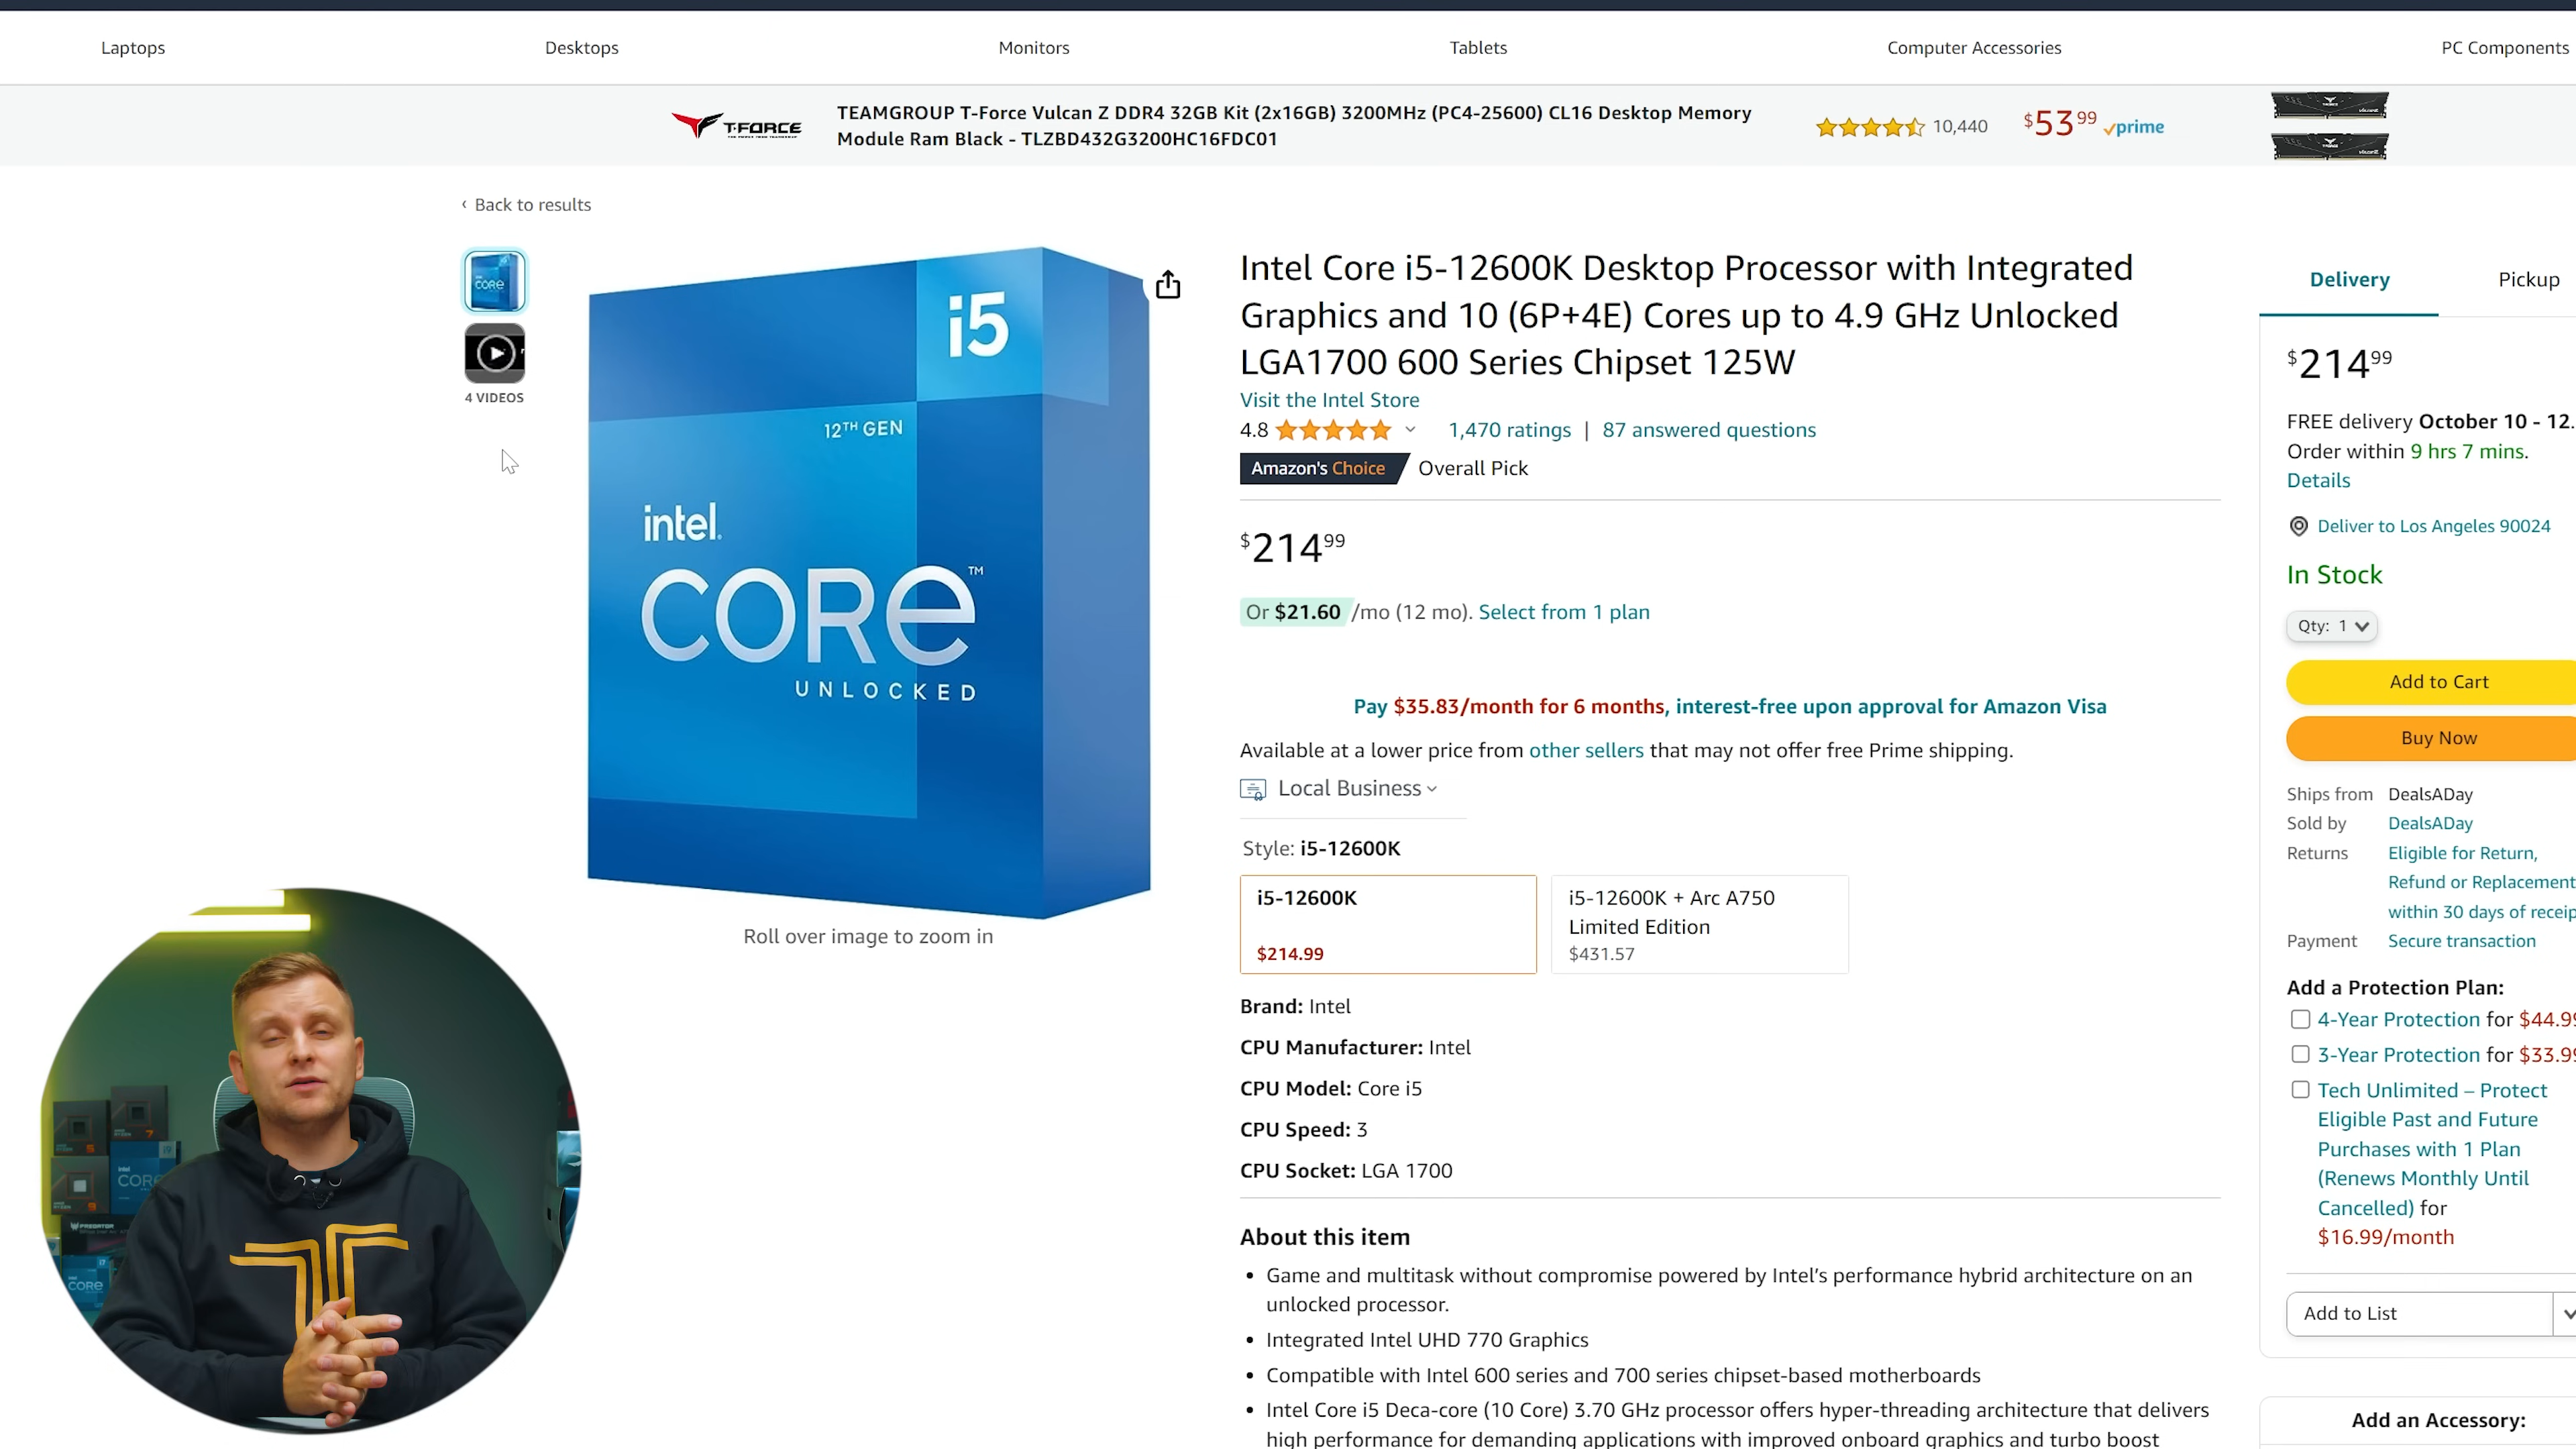 Laptops
Desktops
Monitors
Tablets
Computer Accessories
PC Components
T-FORCE
TEAMGROUP T-Force Vulcan Z DDR4 32GB Kit (2x16GB) 3200MHz (PC4-25600) CL16 Desktop Memory
Module Ram Black - TLZBD432G3200HC16FDC01
10,440
$53 99
prime
‹ Back to results
4 VIDEOS
i5
12TH GEN
intel.
CORE™
UNLOCKED
Roll over image to zoom in
Intel Core i5-12600K Desktop Processor with Integrated
Graphics and 10 (6P+4E) Cores up to 4.9 GHz Unlocked
LGA1700 600 Series Chipset 125W
Visit the Intel Store
4.8
1,470 ratings | 87 answered questions
Amazon's Choice Overall Pick
$214 99
Or $21.60 /mo (12 mo). Select from 1 plan
Pay $35.83/month for 6 months, interest-free upon approval for Amazon Visa
Available at a lower price from other sellers that may not offer free Prime shipping.
Local Business
Style: i5-12600K
i5-12600K
$214.99
i5-12600K + Arc A750
Limited Edition
$431.57
Brand: Intel
CPU Manufacturer: Intel
CPU Model: Core i5
CPU Speed: 3
CPU Socket: LGA 1700
About this item
• Game and multitask without compromise powered by Intel's performance hybrid architecture on an
unlocked processor.
• Integrated Intel UHD 770 Graphics
• Compatible with Intel 600 series and 700 series chipset-based motherboards
• Intel Core i5 Deca-core (10 Core) 3.70 GHz processor offers hyper-threading architecture that delivers
high performance for demanding applications with improved onboard graphics and turbo boost
Delivery
Pickup
$214 99
FREE delivery October 10 - 12.
Order within 9 hrs 7 mins.
Details
Deliver to Los Angeles 90024
In Stock
Qty: 1
Add to Cart
Buy Now
Ships from DealsADay
Sold by DealsADay
Returns Eligible for Return,
Refund or Replacement
within 30 days of
Payment Secure transaction
Add a Protection Plan:
4-Year Protection for $44.99
3-Year Protection for $33.99
Tech Unlimited – Protect
Eligible Past and Future
Purchases with 1 Plan
(Renews Monthly Until
Cancelled) for
$16.99/month
Add to List
Add an Accessory:
intel
CORE
PREDATOR
CORE